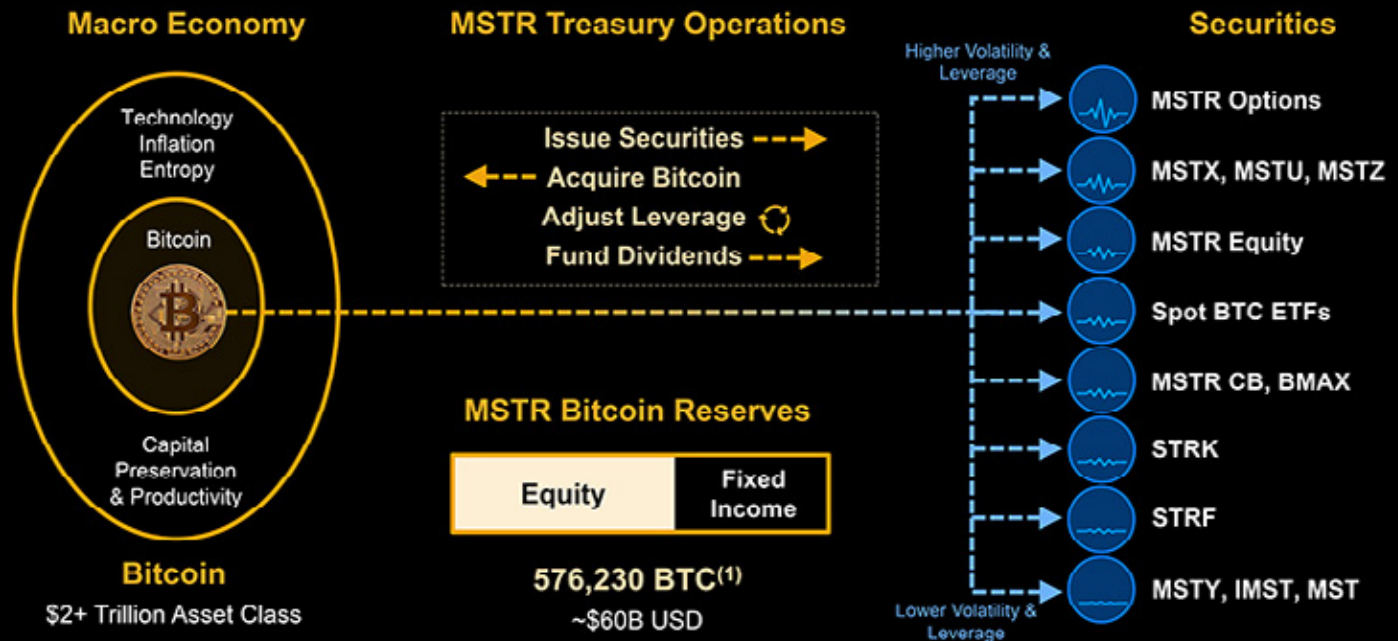 Macro Economy
Technology
Inflation
Entropy
Bitcoin
Capital
Preservation
& Productivity
Bitcoin
$2+ Trillion Asset Class
MSTR Treasury Operations
Issue Securities
Acquire Bitcoin
Adjust Leverage
Fund Dividends
MSTR Bitcoin Reserves
Equity
Fixed
Income
576,230 BTC(1)
~$60B USD
Securities
Higher Volatility &
Leverage
MSTR Options
MSTX, MSTU, MSTZ
MSTR Equity
Spot BTC ETFs
MSTR CB, BMAX
STRK
STRF
MSTY, IMST, MST
Lower Volatility &
Leverage